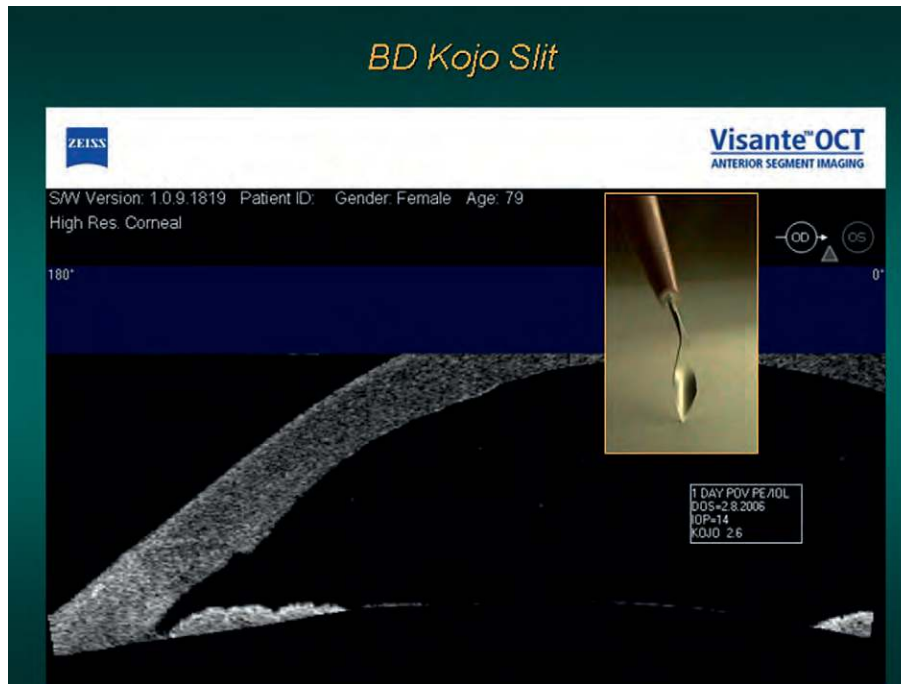 BD Kojo Slit
ZEISS
Visante™ OCT
ANTERIOR SEGMENT IMAGING
S/W Version: 1.0.9.1819 Patient ID: Gender: Female Age: 79
High Res. Corneal
OD OS
180° 0°
1 DAY POV PE/IOL
DOS=2.8.2006
IOP=14
KOJO 2.6